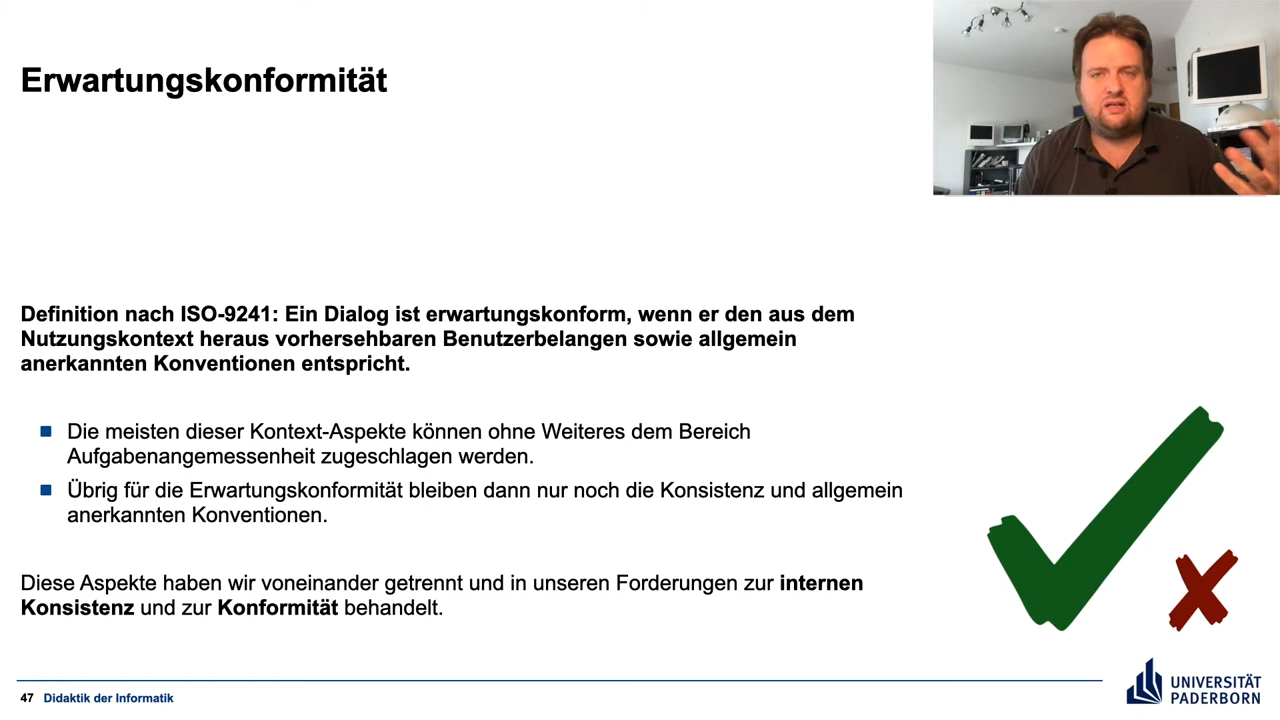 Erwartungskonformität
Definition nach ISO-9241: Ein Dialog ist erwartungskonform, wenn er den aus dem
Nutzungskontext heraus vorhersehbaren Benutzerbelangen sowie allgemein
anerkannten Konventionen entspricht.
Die meisten dieser Kontext-Aspekte können ohne Weiteres dem Bereich
Aufgabenangemessenheit zugeschlagen werden.
Übrig für die Erwartungskonformität bleiben dann nur noch die Konsistenz und allgemein
anerkannten Konventionen.
Diese Aspekte haben wir voneinander getrennt und in unseren Forderungen zur internen
Konsistenz und zur Konformität behandelt.
47 Didaktik der Informatik
UNIVERSITÄT
PADERBORN